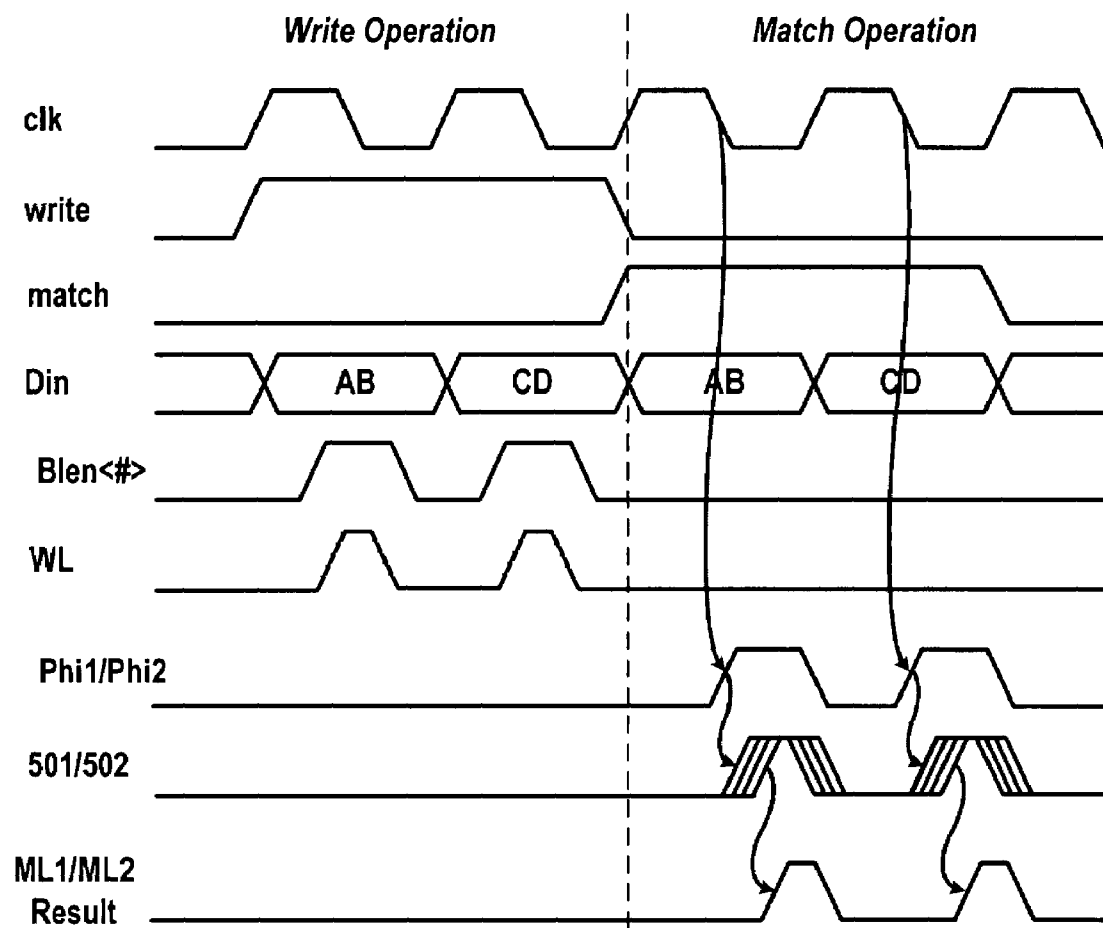 Write Operation Match Operation
clk
write
match
Din AB CD AB CD
Blen<#>
WL
Phi1/Phi2
501/502
ML1/ML2
Result